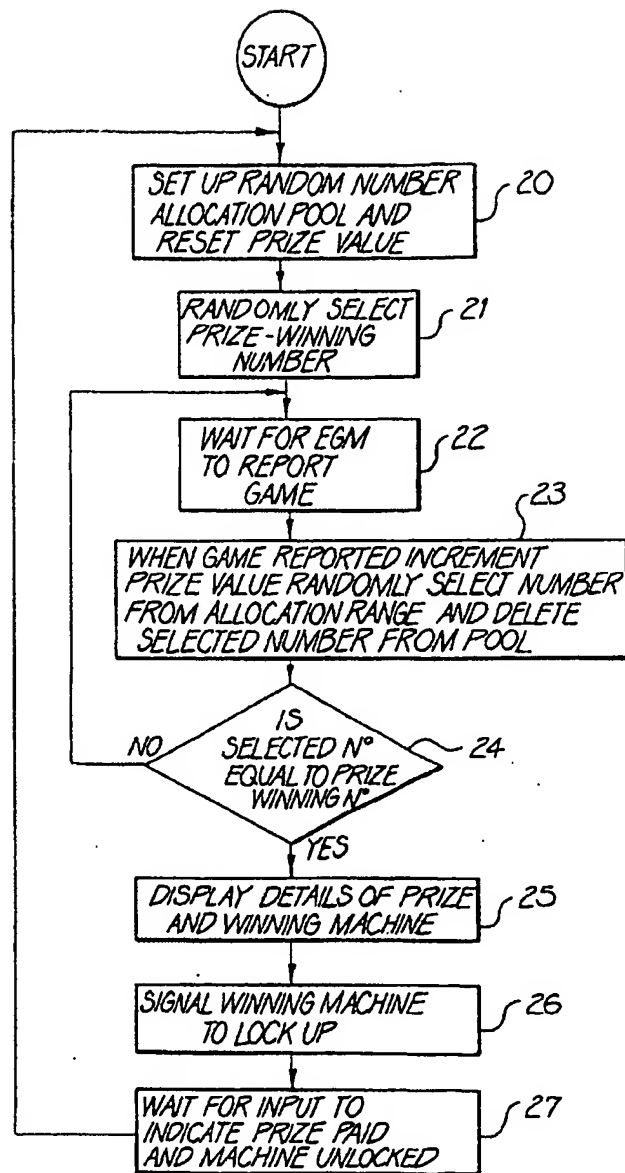 START
SET UP RANDOM NUMBER
ALLOCATION POOL AND
RESET PRIZE VALUE
20
RANDOMLY SELECT
PRIZE-WINNING
NUMBER
21
WAIT FOR EGM
TO REPORT
GAME
22
23
WHEN GAME REPORTED INCREMENT
PRIZE VALUE RANDOMLY SELECT NUMBER
FROM ALLOCATION RANGE AND DELETE
SELECTED NUMBER FROM POOL
IS
SELECTED Nº
EQUAL TO PRIZE
WINNING Nº
24
NO
YES
DISPLAY DETAILS OF PRIZE
AND WINNING MACHINE
25
SIGNAL WINNING MACHINE
TO LOCK UP
26
WAIT FOR INPUT TO
INDICATE PRIZE PAID
AND MACHINE UNLOCKED
27